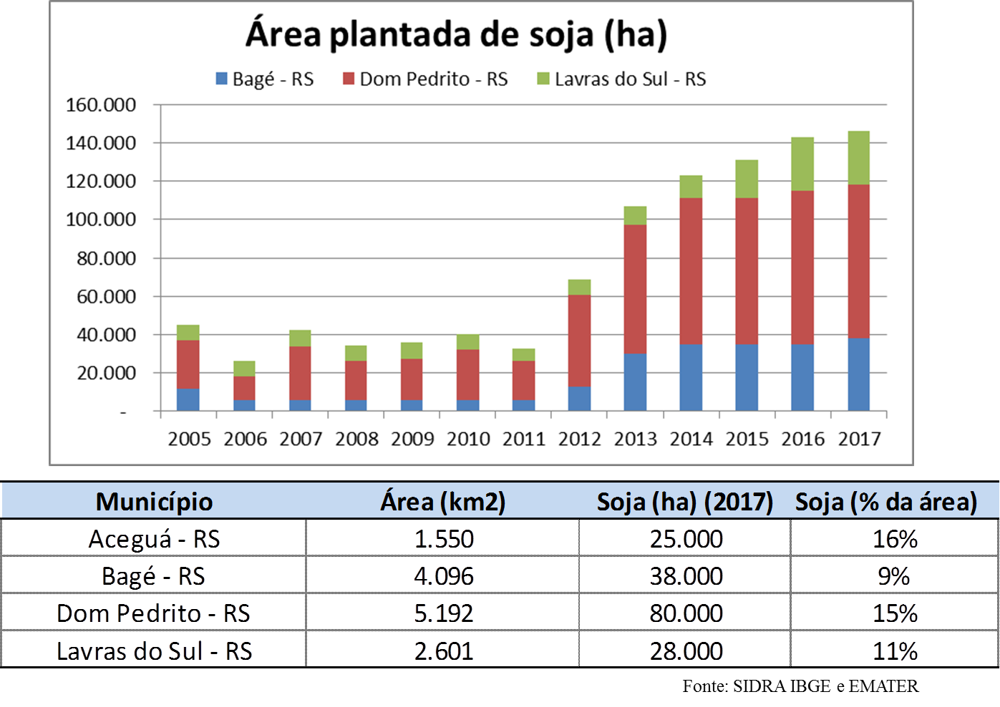 Área plantada de soja (ha)
Bagé - RS Dom Pedrito - RS Lavras do Sul - RS
160.000
140.000
120.000
100.000
80.000
60.000
40.000
20.000
-
2005 2006 2007 2008 2009 2010 2011 2012 2013 2014 2015 2016 2017
Município Área (km2) Soja (ha) (2017) Soja (% da área)
Aceguá - RS 1.550 25.000 16%
Bagé - RS 4.096 38.000 9%
Dom Pedrito - RS 5.192 80.000 15%
Lavras do Sul - RS 2.601 28.000 11%
Fonte: SIDRA IBGE e EMATER